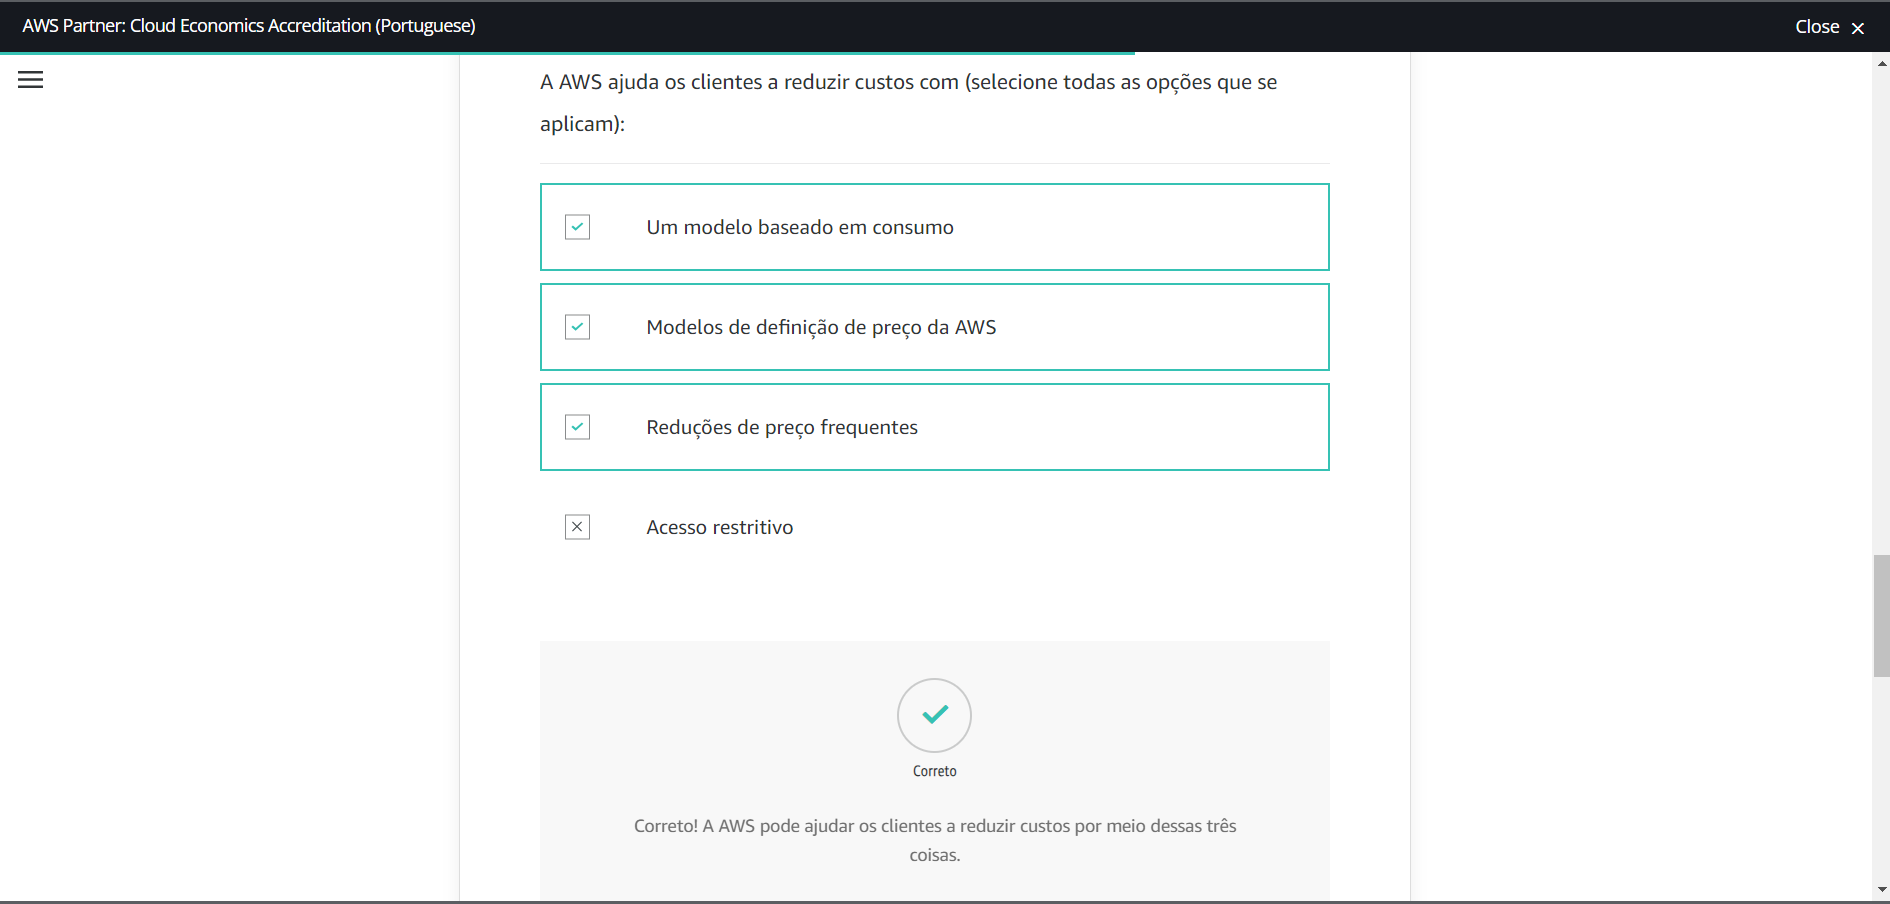 AWS Partner: Cloud Economics Accreditation (Portuguese)
Close
A AWS ajuda os clientes a reduzir custos com (selecione todas as opções que se
aplicam):
Um modelo baseado em consumo
Modelos de definição de preço da AWS
Reduções de preço frequentes
Acesso restritivo
Correto
Correto! A AWS pode ajudar os clientes a reduzir custos por meio dessas três
coisas.